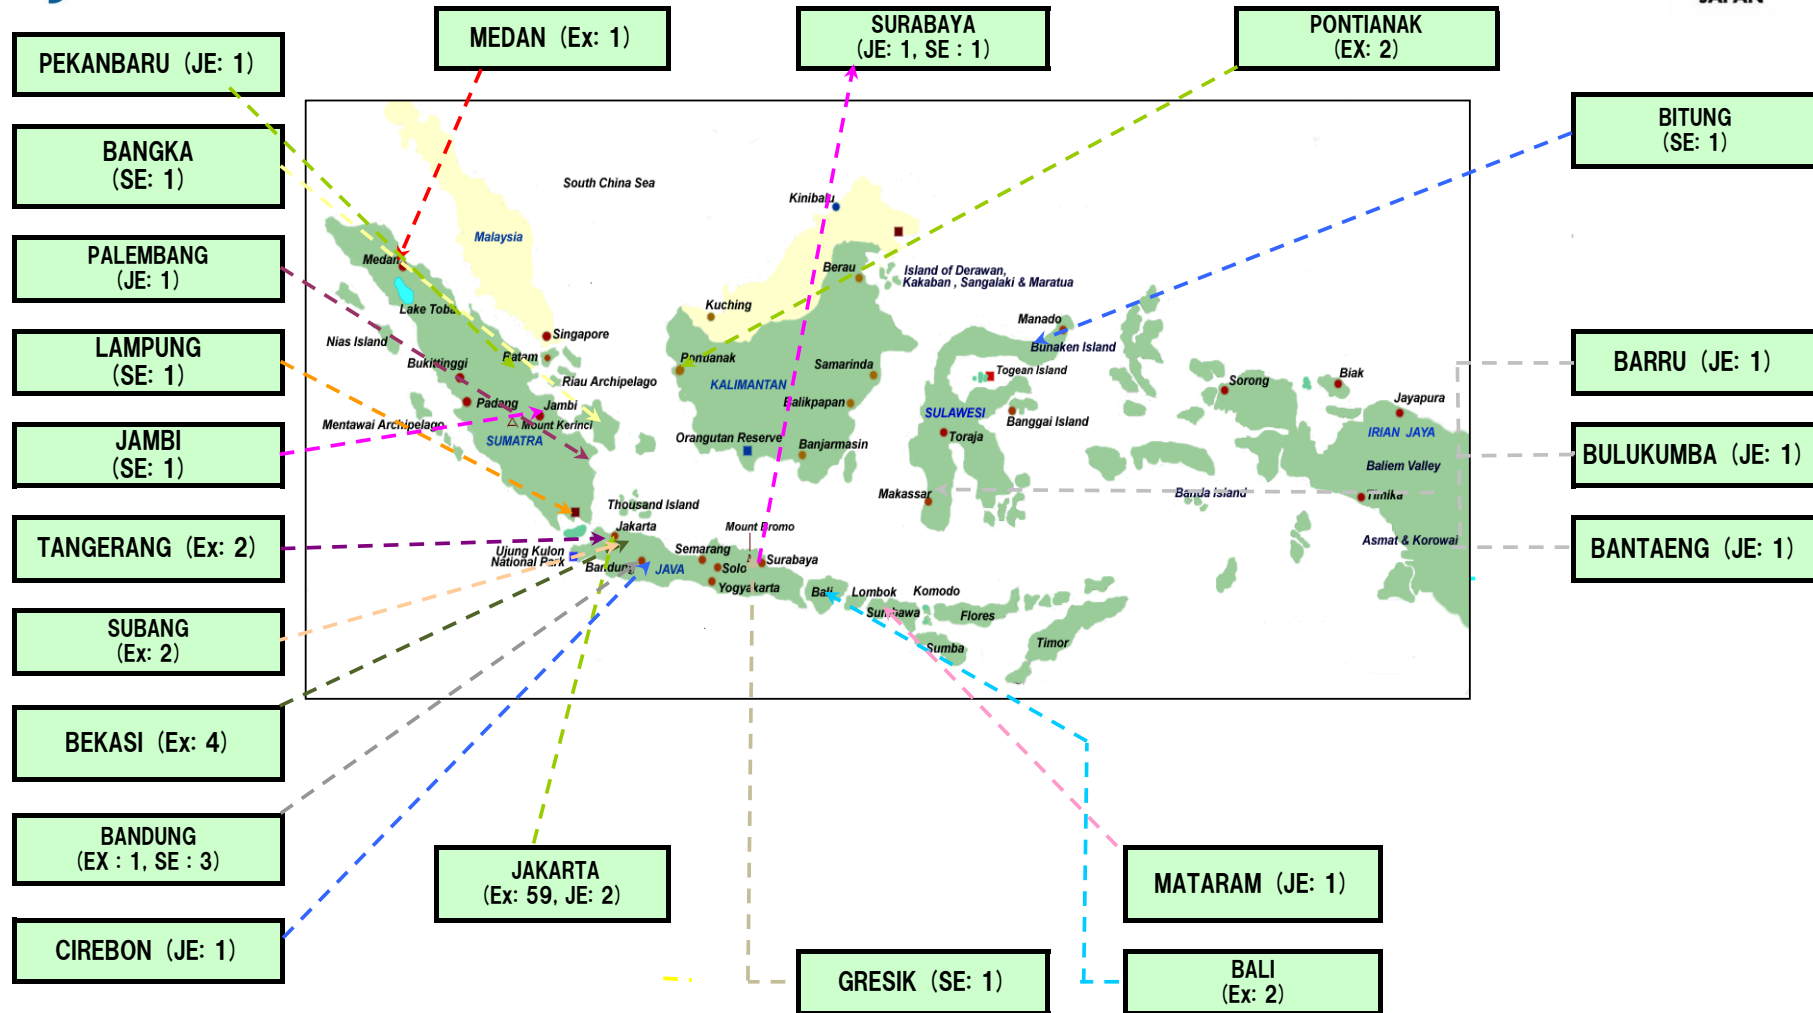 JAPAN
MEDAN (Ex: 1)
SURABAYA
(JE: 1, SE : 1)
PONTIANAK
(EX: 2)
PEKANBARU (JE: 1)
BANGKA
(SE: 1)
PALEMBANG
(JE: 1)
LAMPUNG
(SE: 1)
JAMBI
(SE: 1)
TANGERANG (Ex: 2)
SUBANG
(Ex: 2)
BEKASI (Ex: 4)
BANDUNG
(EX : 1, SE : 3)
CIREBON (JE: 1)
BITUNG
(SE: 1)
BARRU (JE: 1)
BULUKUMBA (JE: 1)
BANTAENG (JE: 1)
South China Sea
Kinibalu
Malaysia
Medan
Berau
Island of Derawan,
Kakaban , Sangalaki & Maratua
Lake Toba
Kuching
Manado
Nias Island
Singapore
Bunaken Island
Bukittinggi
Batam
Pontianak
Samarinda
Togean Island
Riau Archipelago
KALIMANTAN
Sorong
Biak
Padang
Jambi
Balikpapan
SULAWESI
Banggai Island
Jayapura
Mentawai Archipelago
Mount Kerinci
SUMATRA
Orangutan Reserve
Banjarmasin
Toraja
IRIAN JAYA
Baliem Valley
Makassar
Banda Island
Timika
Thousand Island
Jakarta
Mount Bromo
Asmat & Korowai
Ujung Kulon
National Park
Bandung
JAVA
Semarang
Solo
Surabaya
Yogyakarta
Bali
Lombok
Komodo
Sumbawa
Flores
Sumba
Timor
JAKARTA
(Ex: 59, JE: 2)
MATARAM (JE: 1)
GRESIK (SE: 1)
BALI
(Ex: 2)